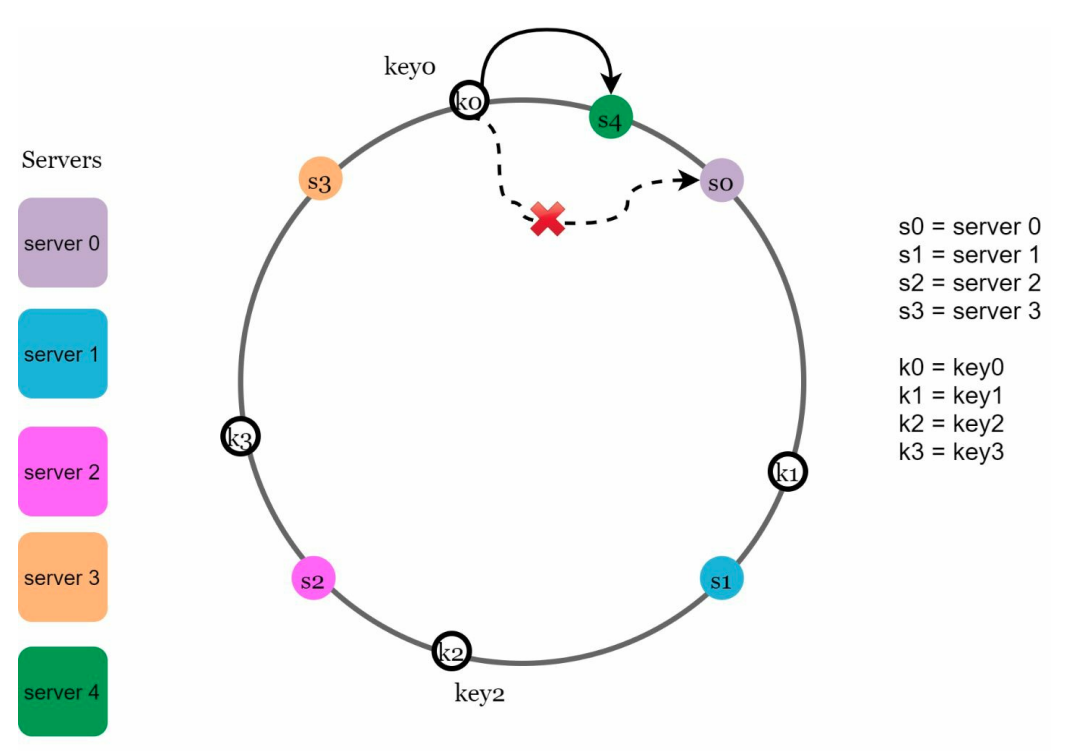 key0
k0
s4
Servers
s3
s0
server 0
s0 = server 0
s1 = server 1
s2 = server 2
s3 = server 3
server 1
k0 = key0
k1 = key1
k2 = key2
k3 = key3
k3
server 2
k1
server 3
s2
s1
k2
server 4
key2